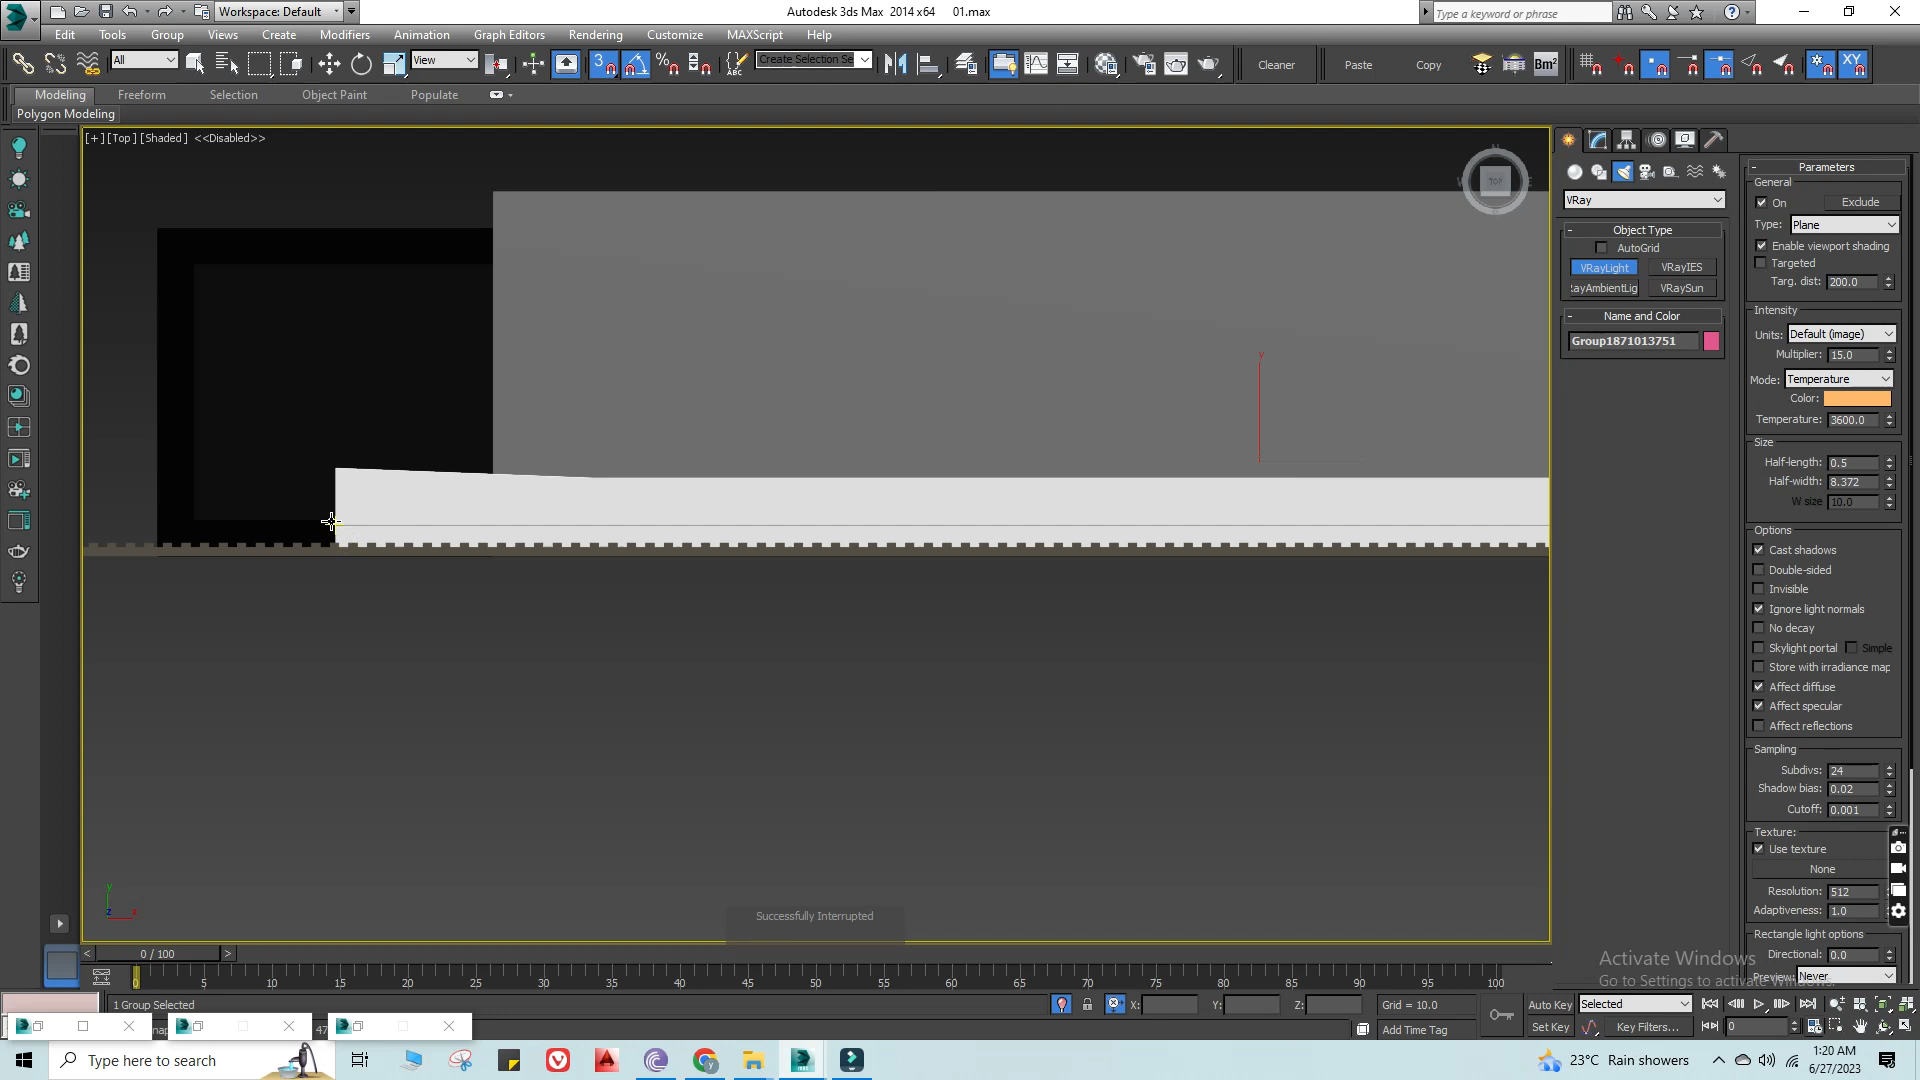 Workspace: Default
Autodesk 3ds Max 2014 x64 01.max
Type a keyword or phrase
Edit Tools Group Views Create Modifiers Animation Graph Editors Rendering Customize MAXScript Help
All View 3 Create Selection Se Cleaner Paste Copy Bm² XY
Modeling Freeform Selection Object Paint Populate
Polygon Modeling
[+][Top][Shaded] <<Disabled>>
TOP
VRay
- Object Type
AutoGrid
VRayLight VRayIES
RayAmbientLig VRaySun
- Name and Color
Group1871013751
- Parameters
General
On Exclude
Type: Plane
Enable viewport shading
Targeted
Targ. dist: 200.0
Intensity
Units: Default (image)
Multiplier: 15.0
Mode: Temperature
Color:
Temperature: 3600.0
Size
Half-length: 0.5
Half-width: 8.372
W size 10.0
Options
Cast shadows
Double-sided
Invisible
Ignore light normals
No decay
Skylight portal Simple
Store with irradiance map
Affect diffuse
Affect specular
Affect reflections
Sampling
Subdivs: 24
Shadow bias: 0.02
Cutoff: 0.001
Texture:
Use texture
None
Resolution: 512
Adaptiveness: 1.0
Rectangle light options
Directional: 0.0
Preview: Never
y
y
z x
Successfully Interrupted
Activate Windows
Go to Settings to activate Windows.
< 0 / 100 >
0 5 10 15 20 25 30 35 40 45 50 55 60 65 70 75 80 85 90 95 100
1 Group Selected X: Y: Z: Grid = 10.0 Auto Key Selected
47 Add Time Tag Set Key Key Filters... 0
Type here to search
23°C Rain showers
1:20 AM
6/27/2023